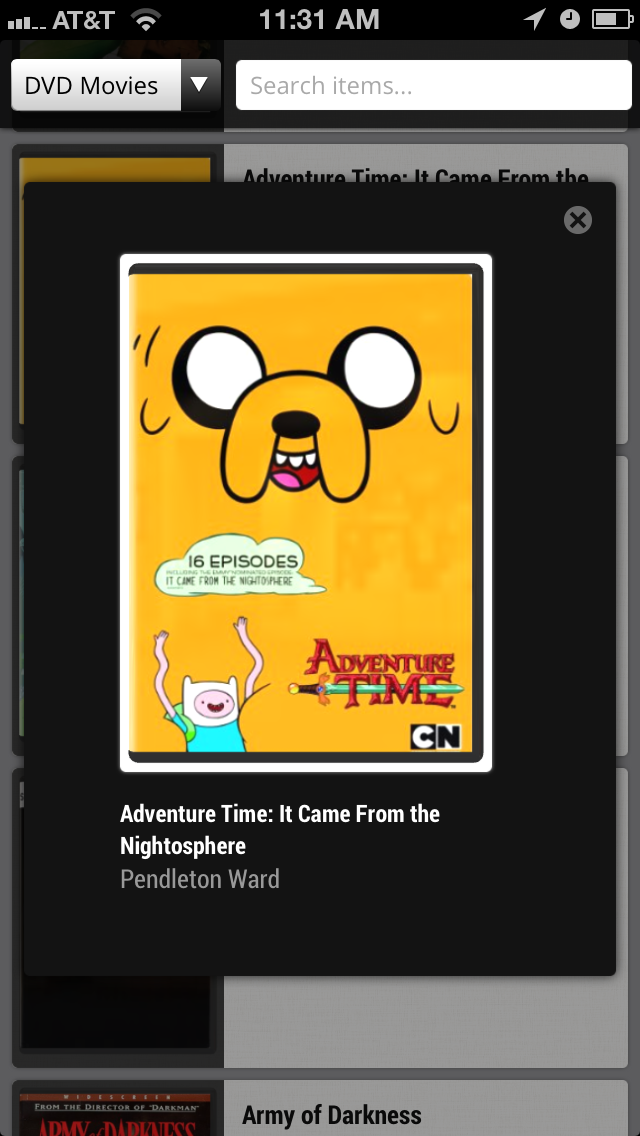 AT&T 11:31 AM
DVD Movies
Search items...
Adventure Time: It Came From the
16 EPISODES
INCLUDING THE EMMY NOMINATED EPISODE
IT CAME FROM THE NIGHTOSPHERE
ADVENTURE
TIME
CN
Adventure Time: It Came From the
Nightosphere
Pendleton Ward
WIDESCREEN
FROM THE DIRECTOR OF "DARKMAN"
ARMY of DARKNESS
Army of Darkness